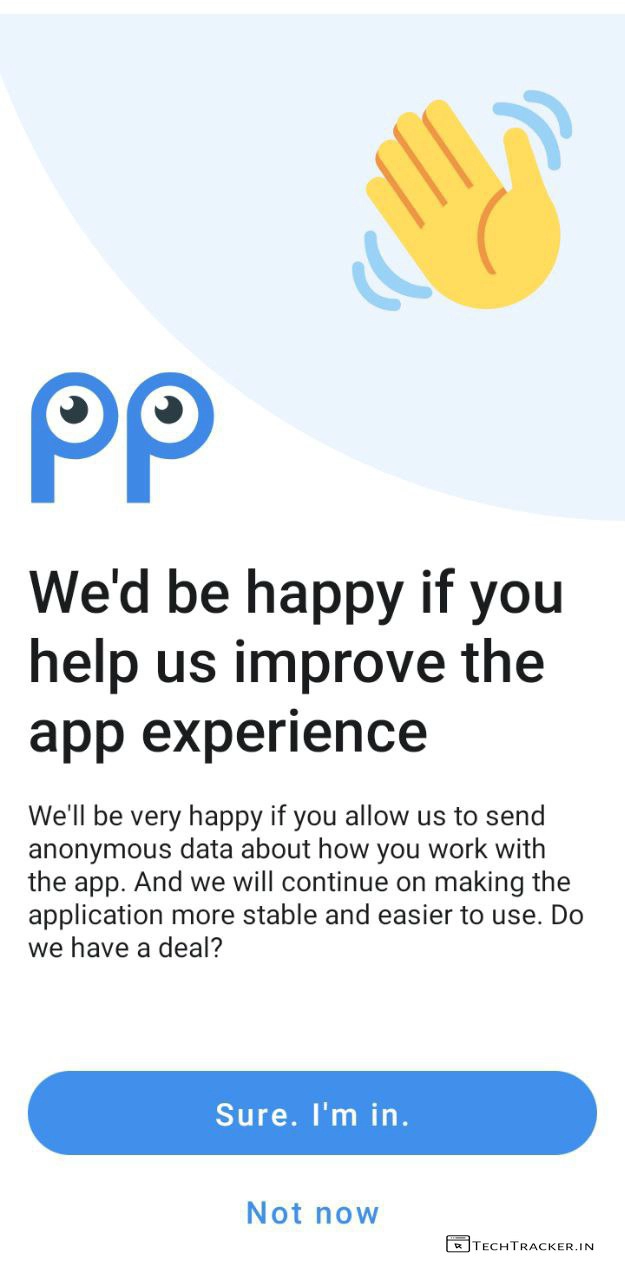 PP
We'd be happy if you
help us improve the
app experience
We'll be very happy if you allow us to send
anonymous data about how you work with
the app. And we will continue on making the
application more stable and easier to use. Do
we have a deal?
Sure. I'm in.
Not now
TECHTRACKER.IN